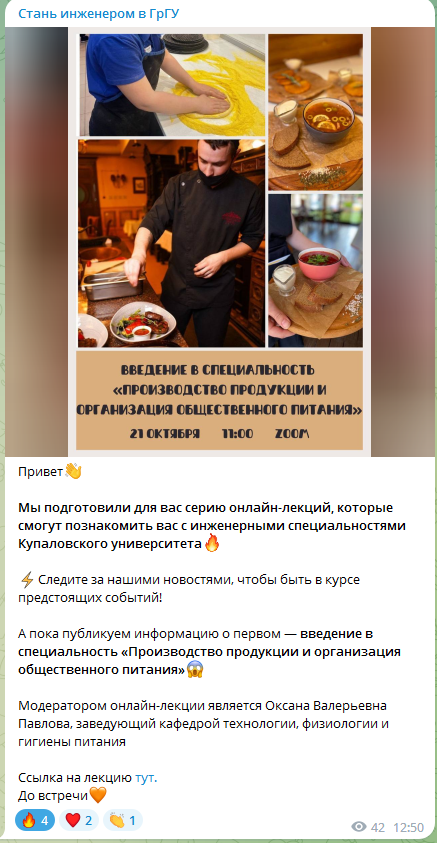 Стань инженером в ГрГУ
ВВЕДЕНИЕ В СПЕЦИАЛЬНОСТЬ
«ПРОИЗВОДСТВО ПРОДУКЦИИ И
ОРГАНИЗАЦИЯ ОБЩЕСТВЕННОГО ПИТАНИЯ»
21 ОКТЯБРЯ 11:00 ZOOM
Привет👋
Мы подготовили для вас серию онлайн-лекций, которые
смогут познакомить вас с инженерными специальностями
Купаловского университета🔥
⚡Следите за нашими новостями, чтобы быть в курсе
предстоящих событий!
А пока публикуем информацию о первом — введение в
специальность «Производство продукции и организация
общественного питания»😱
Модератором онлайн-лекции является Оксана Валерьевна
Павлова, заведующий кафедрой технологии, физиологии и
гигиены питания
Ссылка на лекцию тут.
До встречи🧡
🔥 4 ❤ 2 👏 1 42 12:50